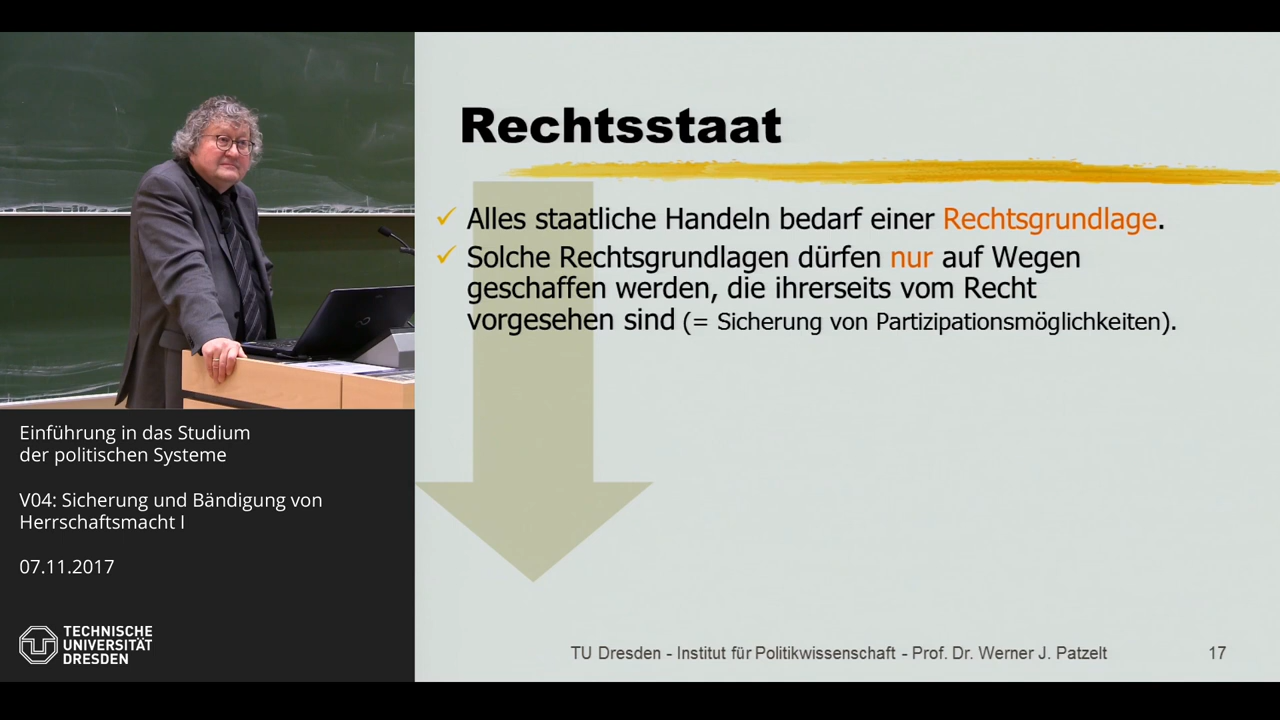 Rechtsstaat
Alles staatliche Handeln bedarf einer Rechtsgrundlage.
Solche Rechtsgrundlagen dürfen nur auf Wegen
geschaffen werden, die ihrerseits vom Recht
vorgesehen sind (= Sicherung von Partizipationsmöglichkeiten).
Einführung in das Studium
der politischen Systeme
V04: Sicherung und Bändigung von
Herrschaftsmacht I
07.11.2017
TECHNISCHE
UNIVERSITÄT
DRESDEN
TU Dresden - Institut für Politikwissenschaft - Prof. Dr. Werner J. Patzelt
17